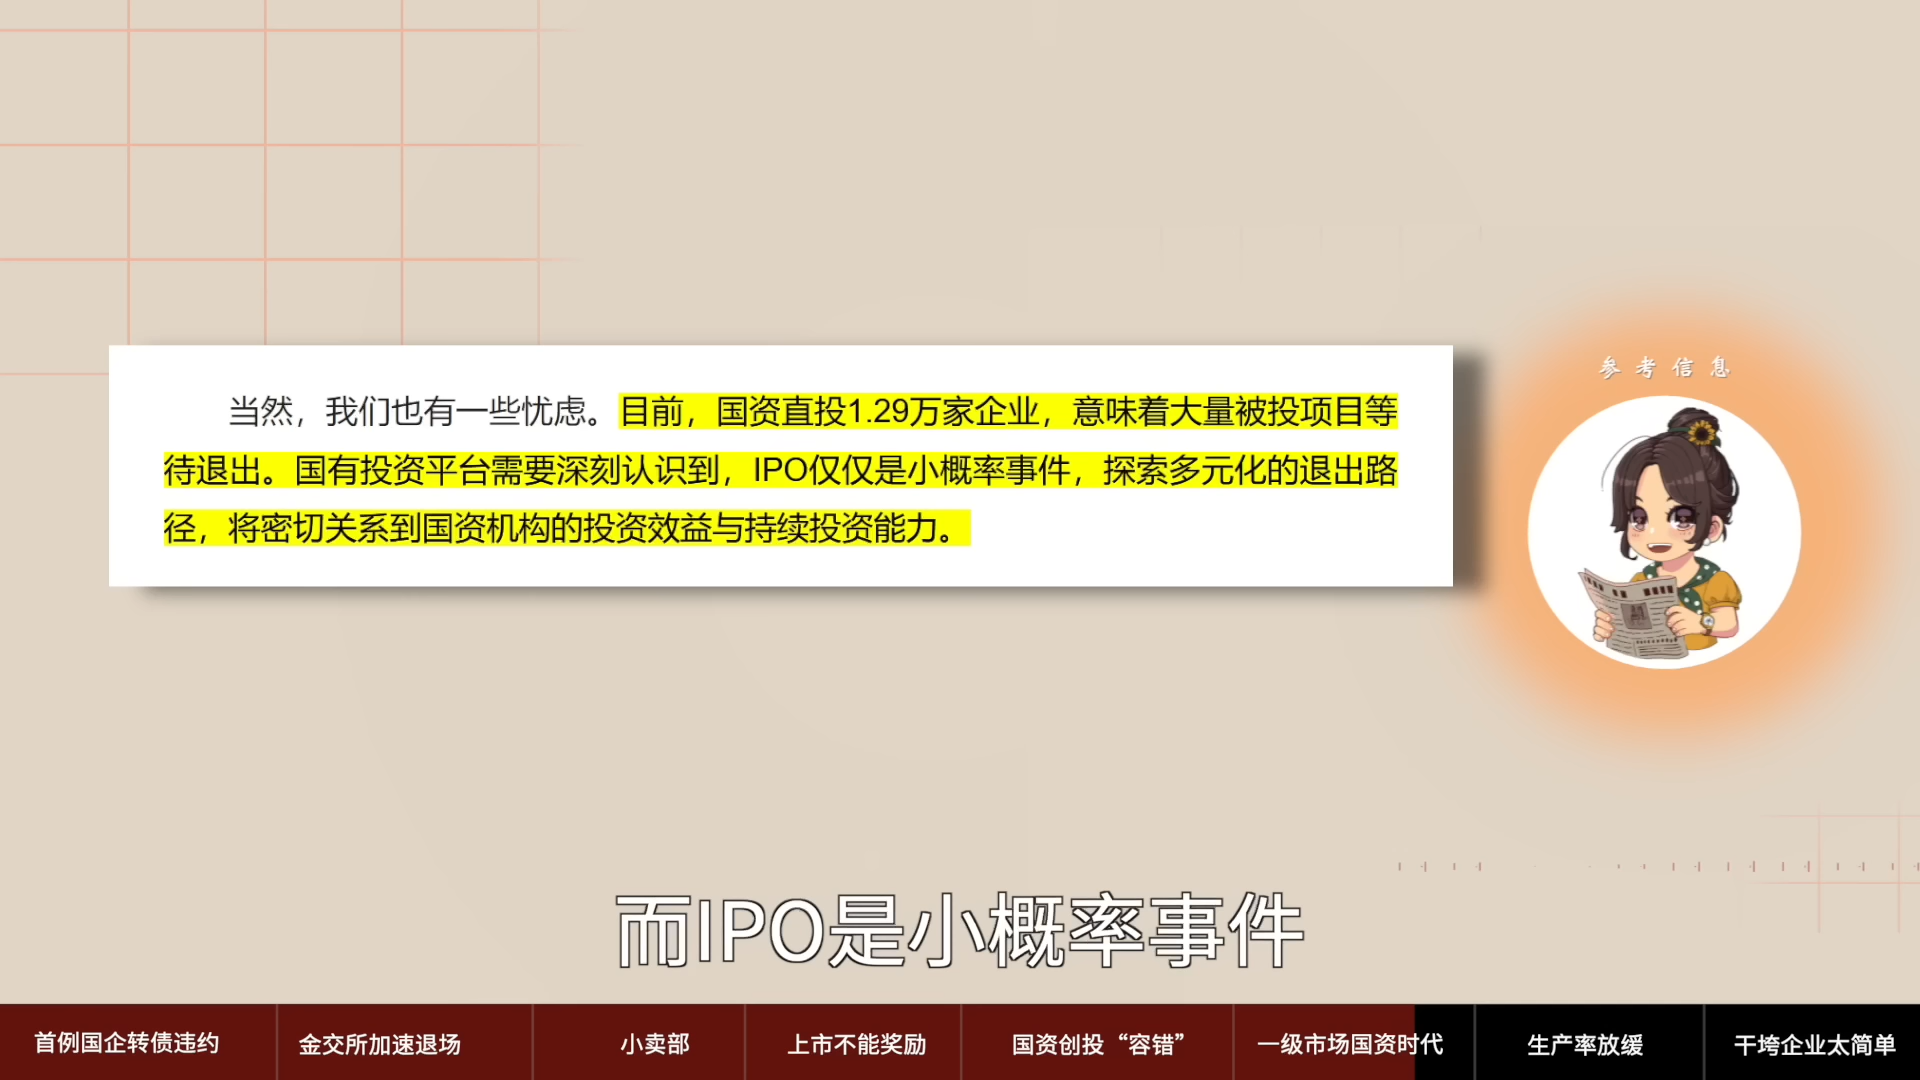 当然，我们也有一些忧虑。目前，国资直投1.29万家企业，意味着大量被投项目等
待退出。国有投资平台需要深刻认识到，IPO仅仅是小概率事件，探索多元化的退出路
径，将密切关系到国资机构的投资效益与持续投资能力。
参考信息
而IPO是小概率事件
首例国企转债违约
金交所加速退场
小卖部
上市不能奖励
国资创投“容错”
一级市场国资时代
生产率放缓
干垮企业太简单